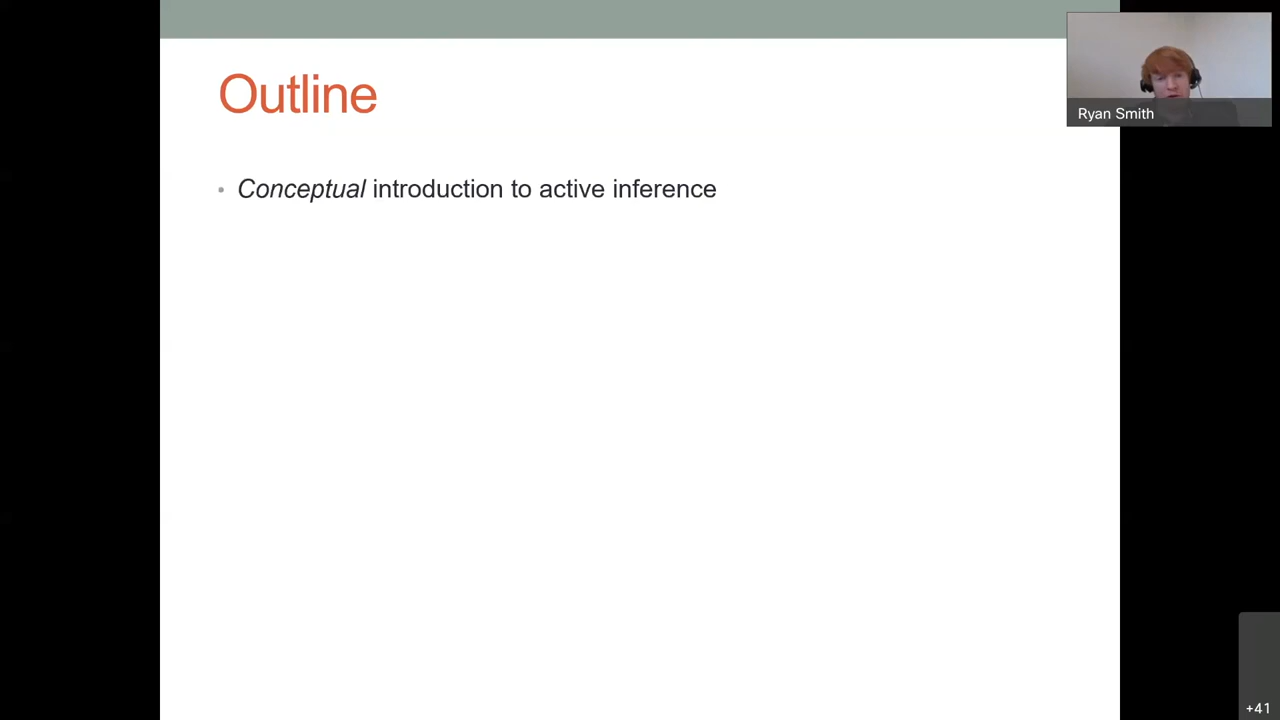 Outline
• Conceptual introduction to active inference
Ryan Smith
+41